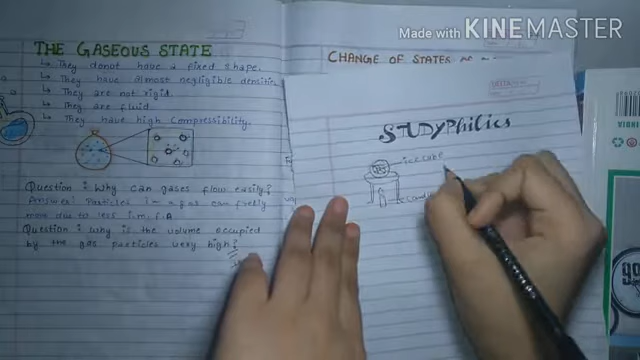 Made with KINEMASTER
THE GASEOUS STATE
↳ They donot have a fixed shape.
↳ They have almost negligible densities
↳ They are not rigid.
↳ They are fluid.
↳ They have high Compressibility.
Question: Why can gases flow easily?
Answer: Particles in a gas can freely
move due to less i.m.f.A
Question: why is the volume occupied
by the gas particles very high?
CHANGE OF STATES
STUDYPhilics
ice cube